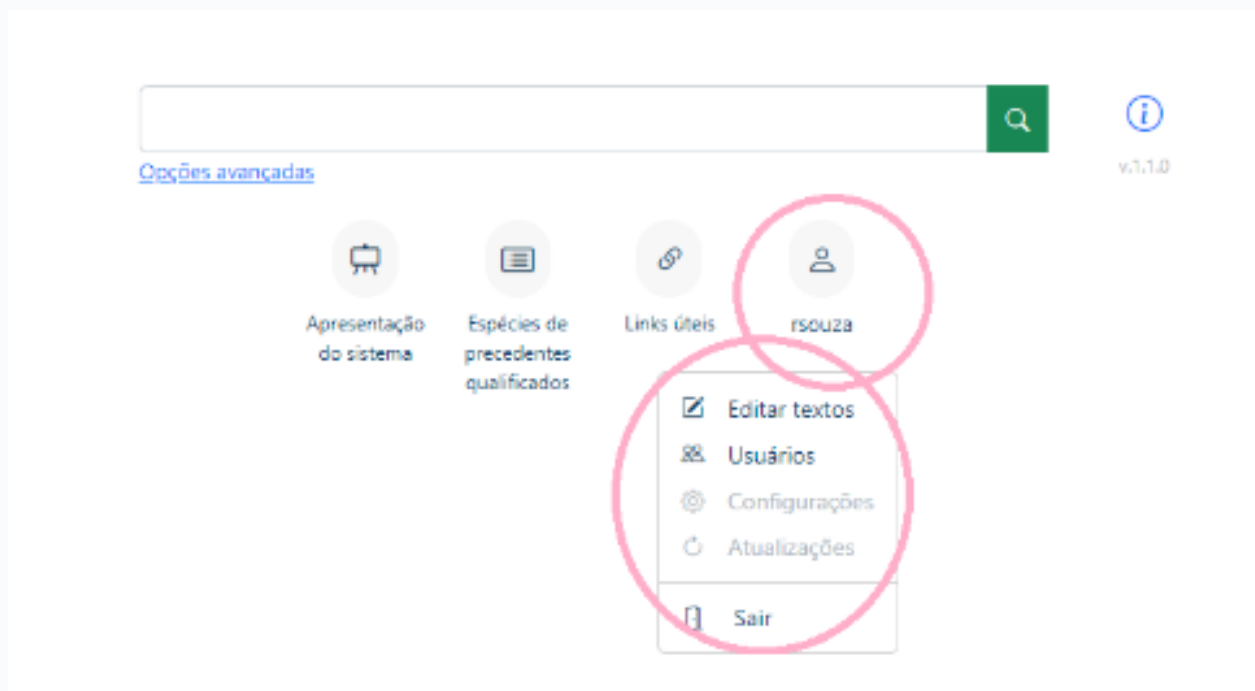 Opções avançadas
v.1.1.0
Apresentação
do sistema
Espécies de
precedentes
qualificados
Links úteis
rsouza
Editar textos
Usuários
Configurações
Atualizações
Sair